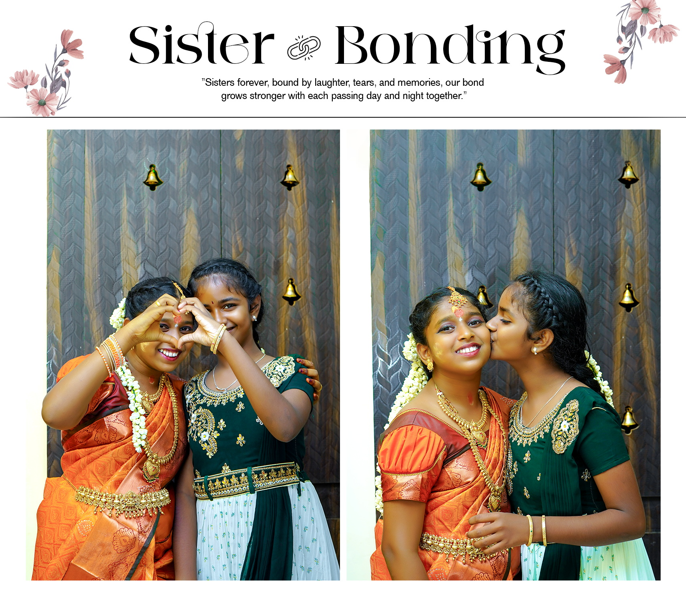 Sister Bonding
"Sisters forever, bound by laughter, tears, and memories, our bond
grows stronger with each passing day and night together."